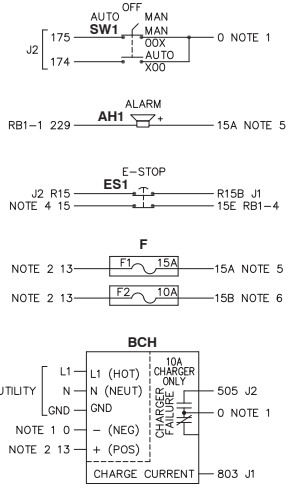 OFF
AUTO MAN
SW1
175 MAN 0 NOTE 1
OOX
J2
AUTO
174
XOO
ALARM
AH1 +
RB1-1 229 15A NOTE 5
E-STOP
ES1
J2 R15 R15B J1
NOTE 4 15 15E RB1-4
F
F1 15A
NOTE 2 13 15A NOTE 5
F2 10A
NOTE 2 13 15B NOTE 6
BCH
10A
CHARGER
ONLY
L1 L1 (HOT)
UTILITY N N (NEUT) 505 J2
GND GND
CHARGER
FAILURE
0 NOTE 1
NOTE 1 0 − (NEG)
NOTE 2 13 + (POS)
CHARGE CURRENT 803 J1